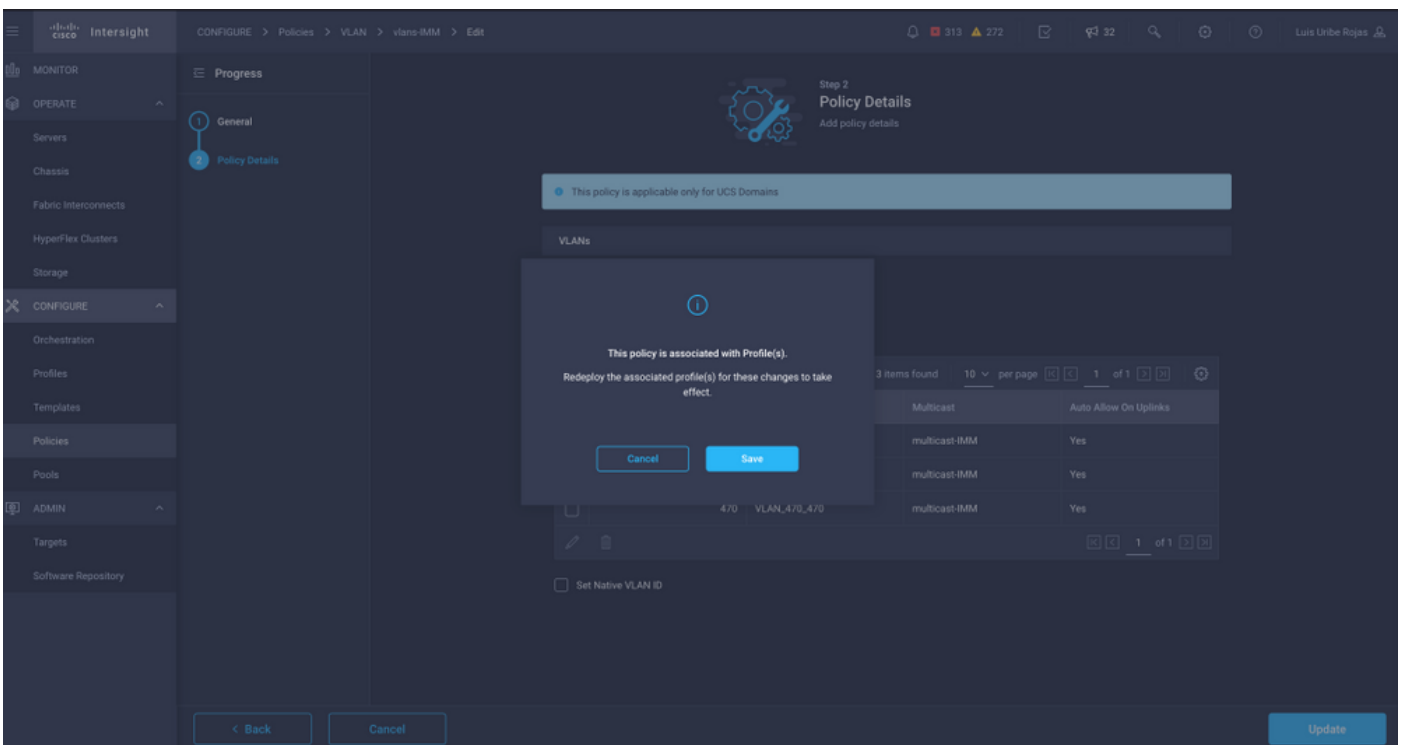 cisco Intersight
CONFIGURE > Policies > VLAN > vlans-IMM > Edit
313 272
32
Luis Uribe Rojas
MONITOR
OPERATE
Servers
Chassis
Fabric Interconnects
HyperFlex Clusters
Storage
CONFIGURE
Orchestration
Profiles
Templates
Policies
Pools
ADMIN
Targets
Software Repository
Progress
1 General
2 Policy Details
Step 2
Policy Details
Add policy details
This policy is applicable only for UCS Domains
VLANs
This policy is associated with Profile(s).
Redeploy the associated profile(s) for these changes to take
effect.
Cancel Save
3 items found 10 per page 1 of 1
Multicast Auto Allow On Uplinks
multicast-IMM Yes
multicast-IMM Yes
470 VLAN_470_470 multicast-IMM Yes
1 of 1
Set Native VLAN ID
< Back Cancel Update